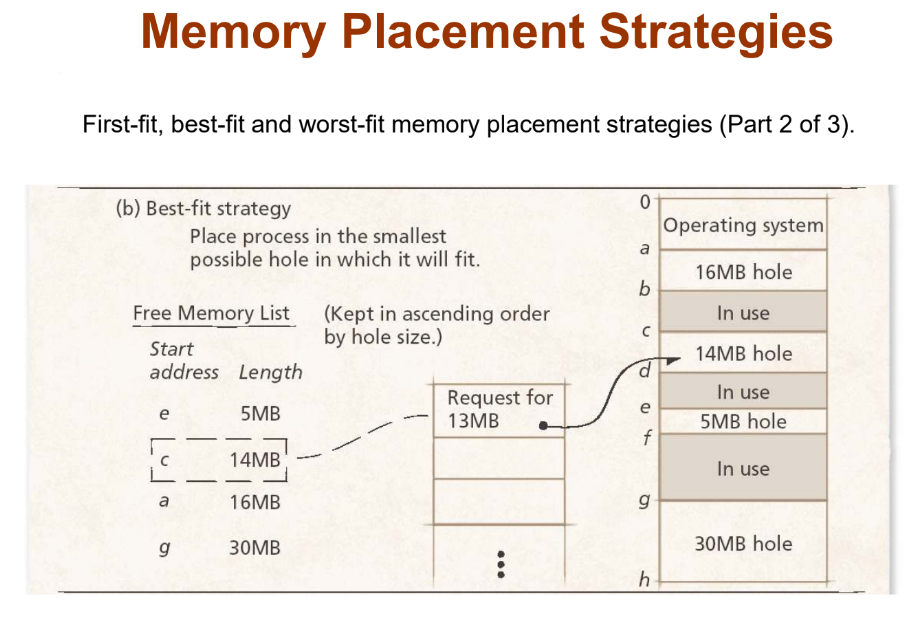 Memory Placement Strategies
First-fit, best-fit and worst-fit memory placement strategies (Part 2 of 3).
(b) Best-fit strategy
Place process in the smallest
possible hole in which it will fit.
Free Memory List
(Kept in ascending order
by hole size.)
Start
address Length
e 5MB
c 14MB
a 16MB
g 30MB
Request for
13MB
0
Operating system
a
16MB hole
b
In use
c
14MB hole
d
In use
e
5MB hole
f
In use
g
30MB hole
h